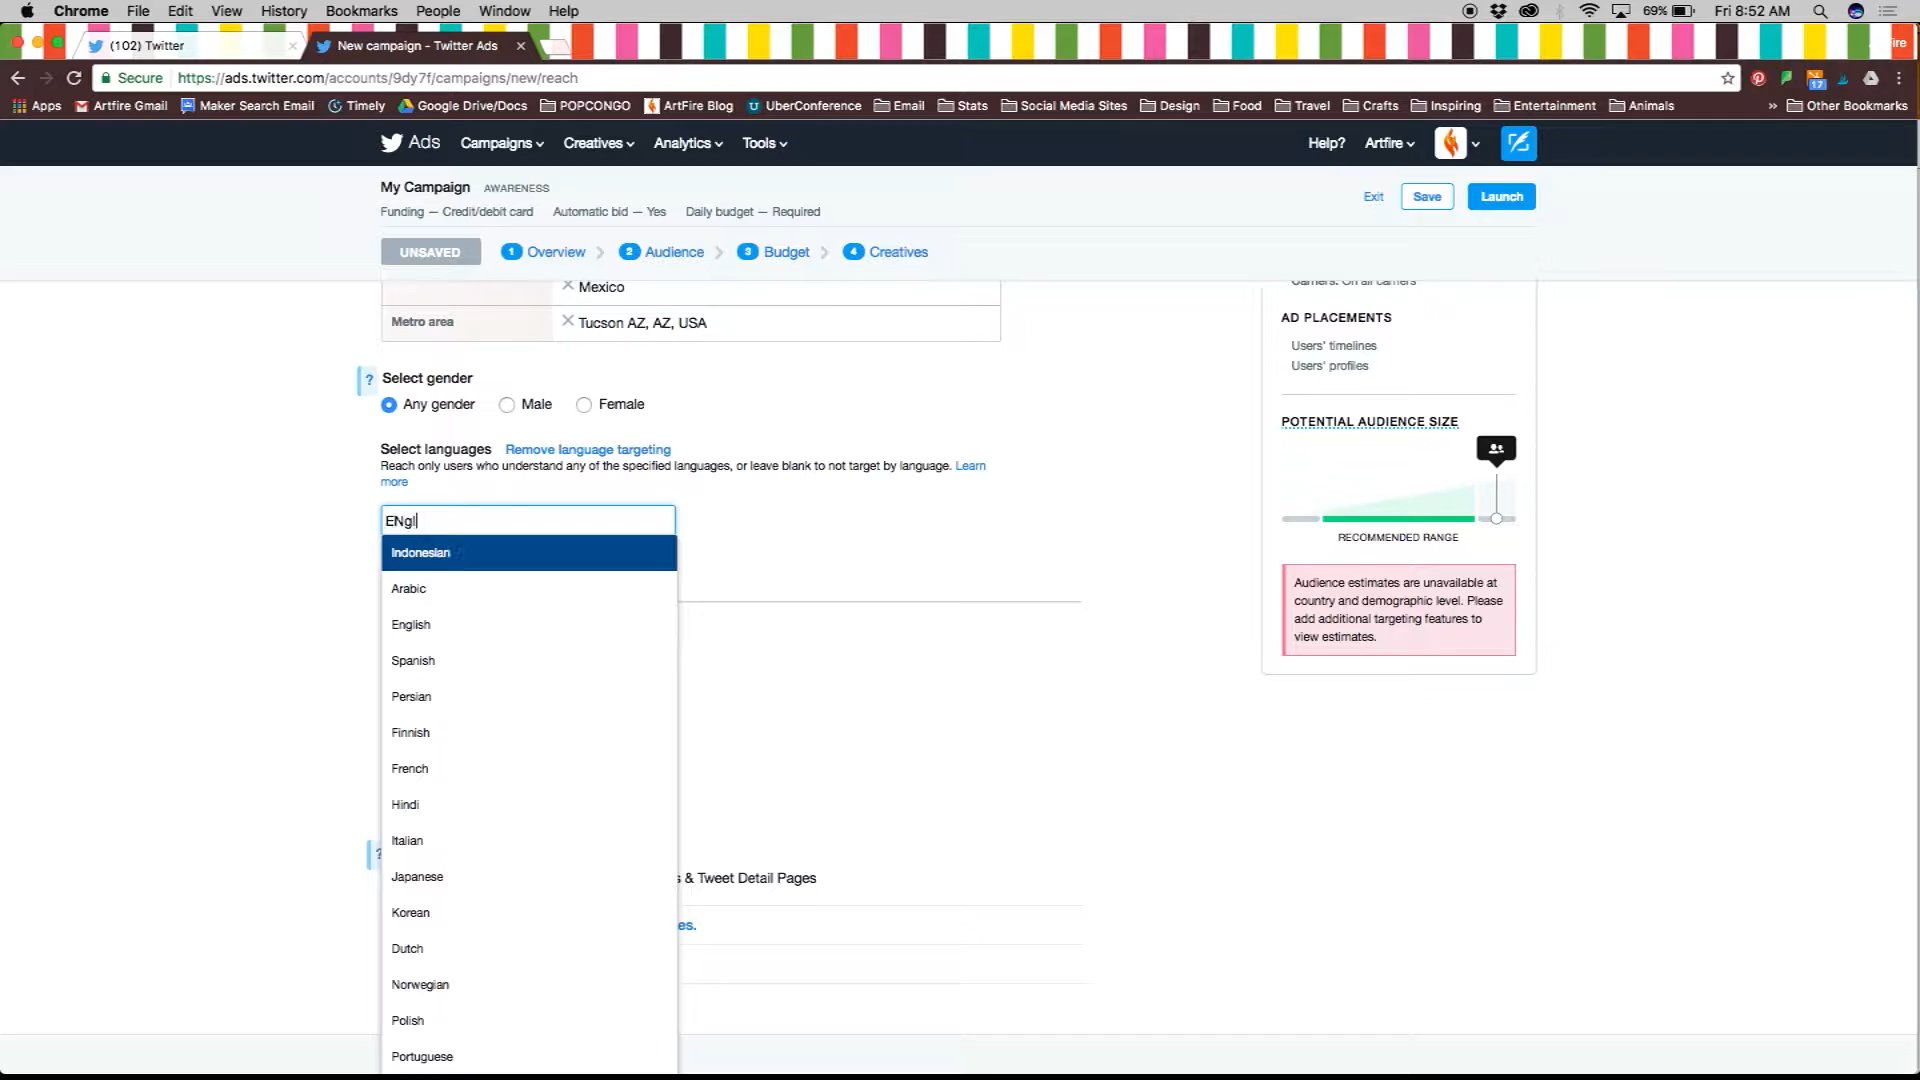 Chrome File Edit View History Bookmarks People Window Help 69% Fri 8:52 AM
(102) Twitter New campaign - Twitter Ads fire
Secure https://ads.twitter.com/accounts/9dy7f/campaigns/new/reach 17
Apps Artfire Gmail Maker Search Email Timely Google Drive/Docs POPCONGO ArtFire Blog UberConference Email Stats Social Media Sites Design Food Travel Crafts Inspiring Entertainment Animals » Other Bookmarks
Ads Campaigns Creatives Analytics Tools Help? Artfire
My Campaign AWARENESS
Exit Save Launch
Funding — Credit/debit card Automatic bid — Yes Daily budget — Required
UNSAVED 1 Overview 2 Audience 3 Budget 4 Creatives
Mexico
Metro area Tucson AZ, AZ, USA
? Select gender
Any gender Male Female
Select languages Remove language targeting
Reach only users who understand any of the specified languages, or leave blank to not target by language. Learn
more
ENgl
Indonesian
Arabic
English
Spanish
Persian
Finnish
French
Hindi
Italian
Japanese
Korean
Dutch
Norwegian
Polish
Portuguese
?
s & Tweet Detail Pages
es.
Carriers: On all carriers
AD PLACEMENTS
Users' timelines
Users' profiles
POTENTIAL AUDIENCE SIZE
RECOMMENDED RANGE
Audience estimates are unavailable at
country and demographic level. Please
add additional targeting features to
view estimates.